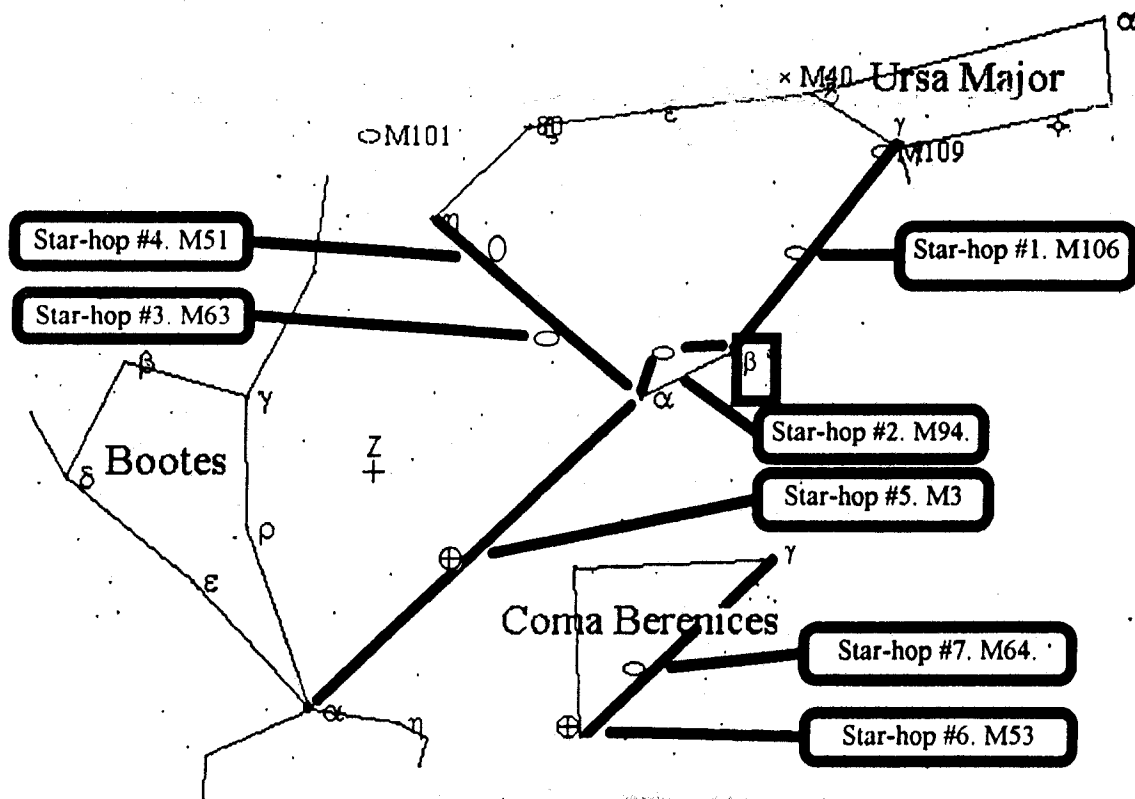 α
× M40 Ursa Major
ε
M101
γ
M109
η
Star-hop #4. M51
Star-hop #1. M106
Star-hop #3. M63
β
β
γ
α
Star-hop #2. M94.
Z
Bootes
δ
Star-hop #5. M3
ρ
γ
ε
Coma Berenices
Star-hop #7. M64.
α
η
Star-hop #6. M53